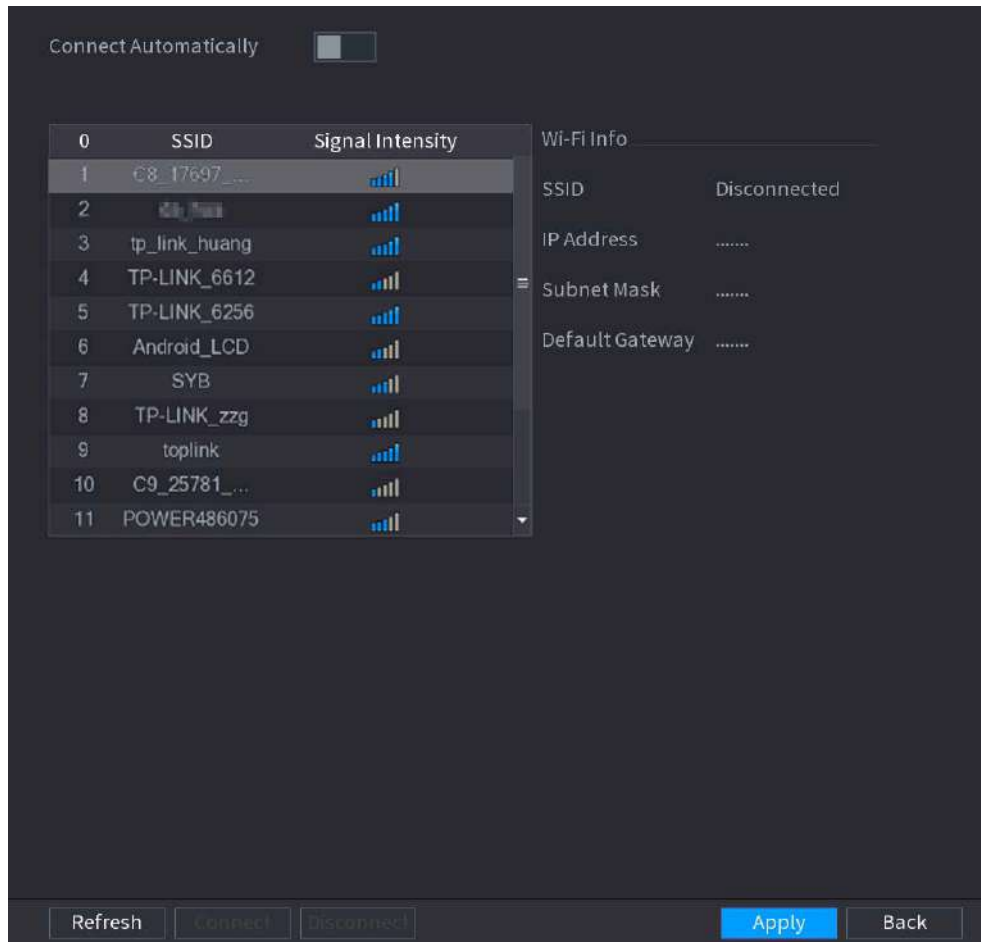 Connect Automatically
0 SSID Signal Intensity
1 C8_17697_...
2
3 tp_link_huang
4 TP-LINK_6612
5 TP-LINK_6256
6 Android_LCD
7 SYB
8 TP-LINK_zzg
9 toplink
10 C9_25781_...
11 POWER486075
Wi-Fi Info
SSID Disconnected
IP Address .......
Subnet Mask .......
Default Gateway .......
Refresh Connect Disconnect Apply Back